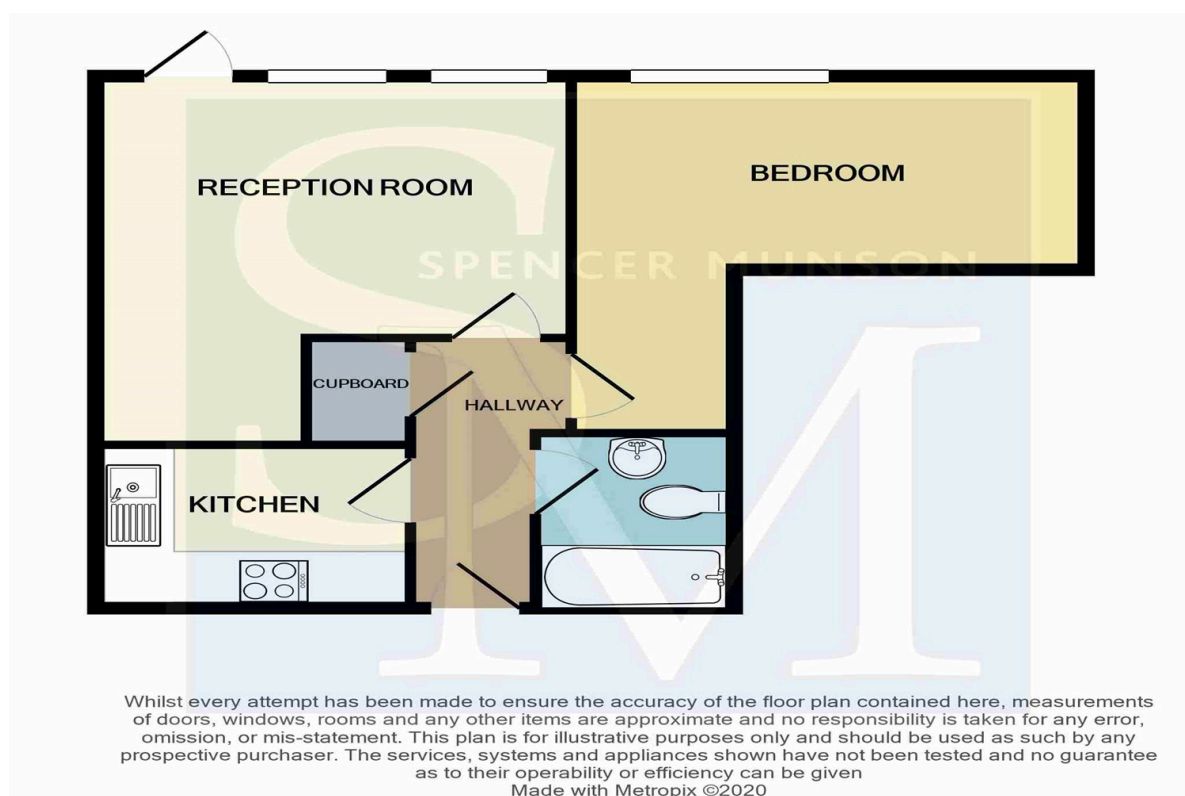 RECEPTION ROOM
BEDROOM
SPENCER MUNSON
CUPBOARD
HALLWAY
KITCHEN
SM
Whilst every attempt has been made to ensure the accuracy of the floor plan contained here, measurements
of doors, windows, rooms and any other items are approximate and no responsibility is taken for any error,
omission, or mis-statement. This plan is for illustrative purposes only and should be used as such by any
prospective purchaser. The services, systems and appliances shown have not been tested and no guarantee
as to their operability or efficiency can be given
Made with Metropix ©2020